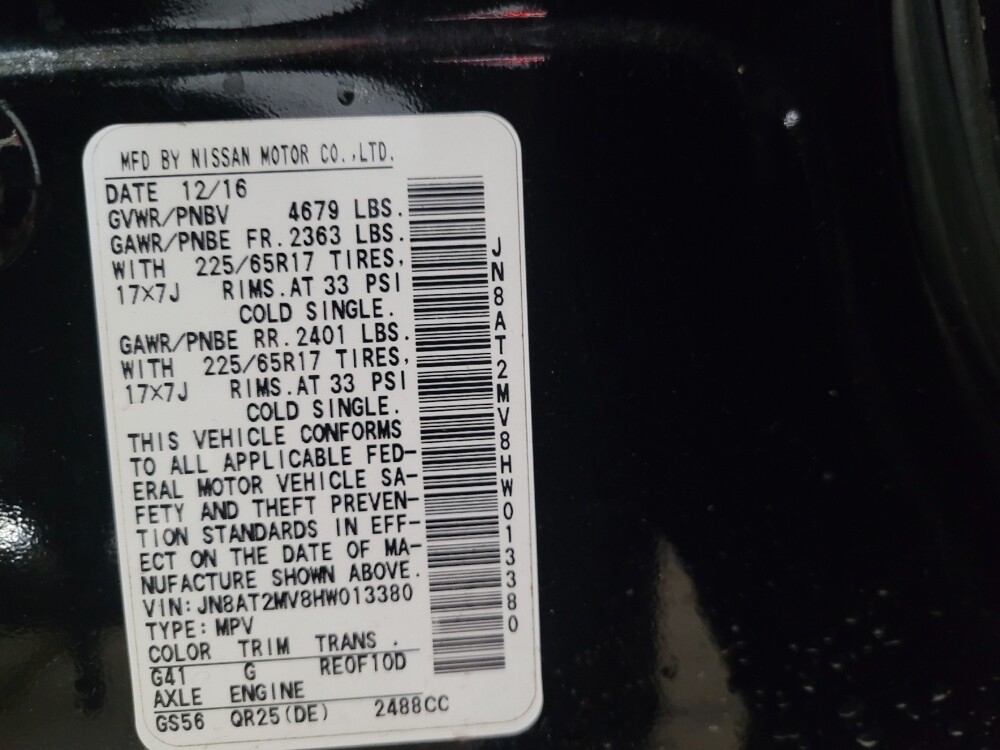 MFD BY NISSAN MOTOR CO.,LTD.
DATE 12/16
GVWR/PNBV 4679 LBS.
GAWR/PNBE FR.2363 LBS.
WITH 225/65R17 TIRES,
17×7J RIMS.AT 33 PSI
COLD SINGLE.
GAWR/PNBE RR.2401 LBS.
WITH 225/65R17 TIRES,
17×7J RIMS.AT 33 PSI
COLD SINGLE.
THIS VEHICLE CONFORMS
TO ALL APPLICABLE FED-
ERAL MOTOR VEHICLE SA-
FETY AND THEFT PREVEN-
TION STANDARDS IN EFF-
ECT ON THE DATE OF MA-
NUFACTURE SHOWN ABOVE.
VIN:JN8AT2MV8HW013380
TYPE:MPV
COLOR TRIM TRANS.
G41 G RE0F10D
AXLE ENGINE
GS56 QR25(DE) 2488CC
JN8AT2MV8HW013380